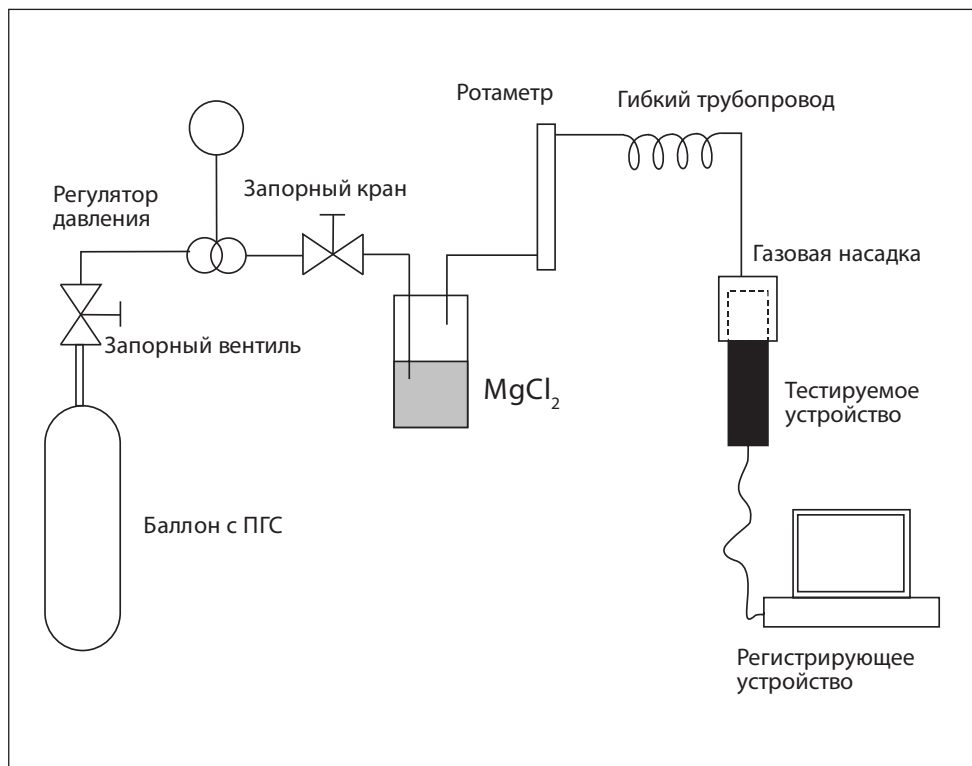 Ротаметр
Гибкий трубопровод
Регулятор
давления
Запорный кран
Газовая насадка
Запорный вентиль
MgCl₂
Тестируемое
устройство
Баллон с ПГС
Регистрирующее
устройство